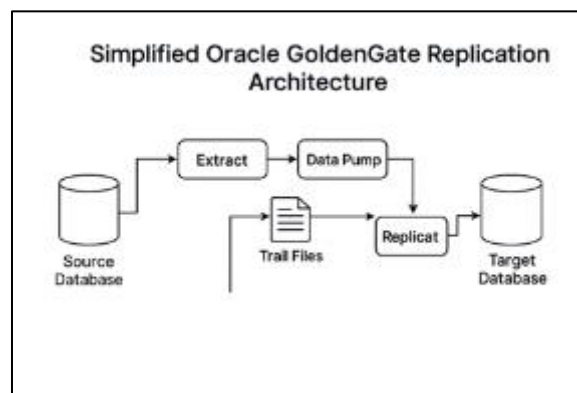 Simplified Oracle GoldenGate Replication
Architecture
Extract
Data Pump
Source
Database
Trail Files
Replicat
Target
Database